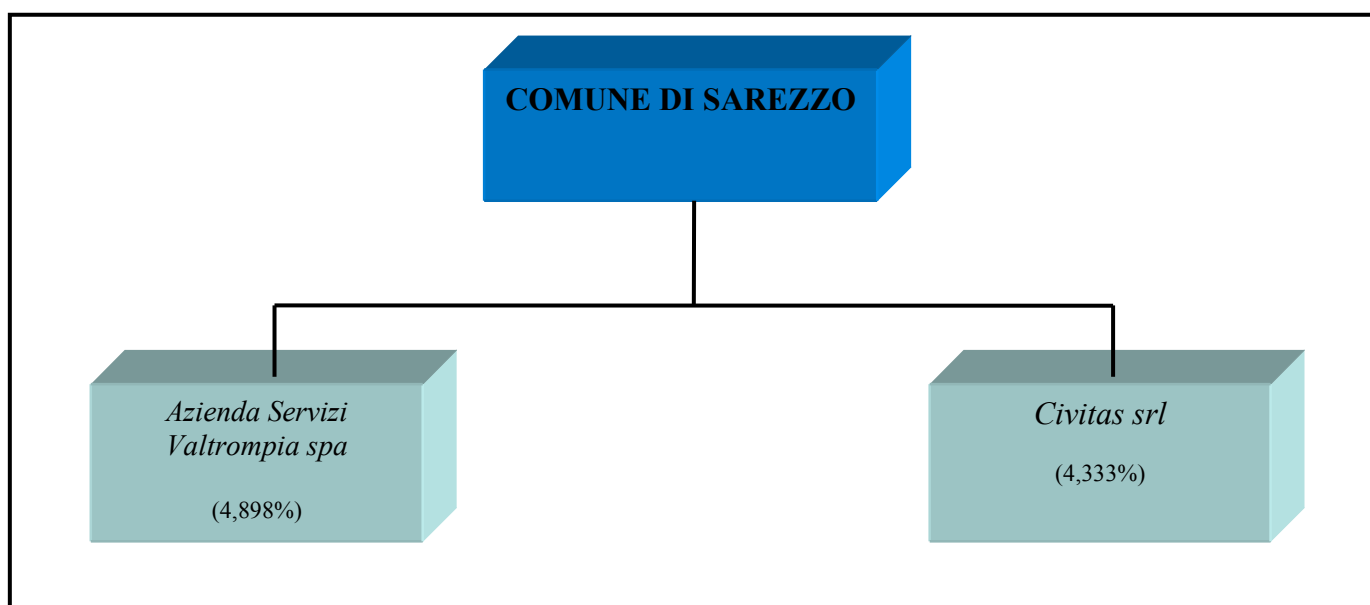 COMUNE DI SAREZZO
Azienda Servizi
Valtrompia spa
(4,898%)
Civitas srl
(4,333%)